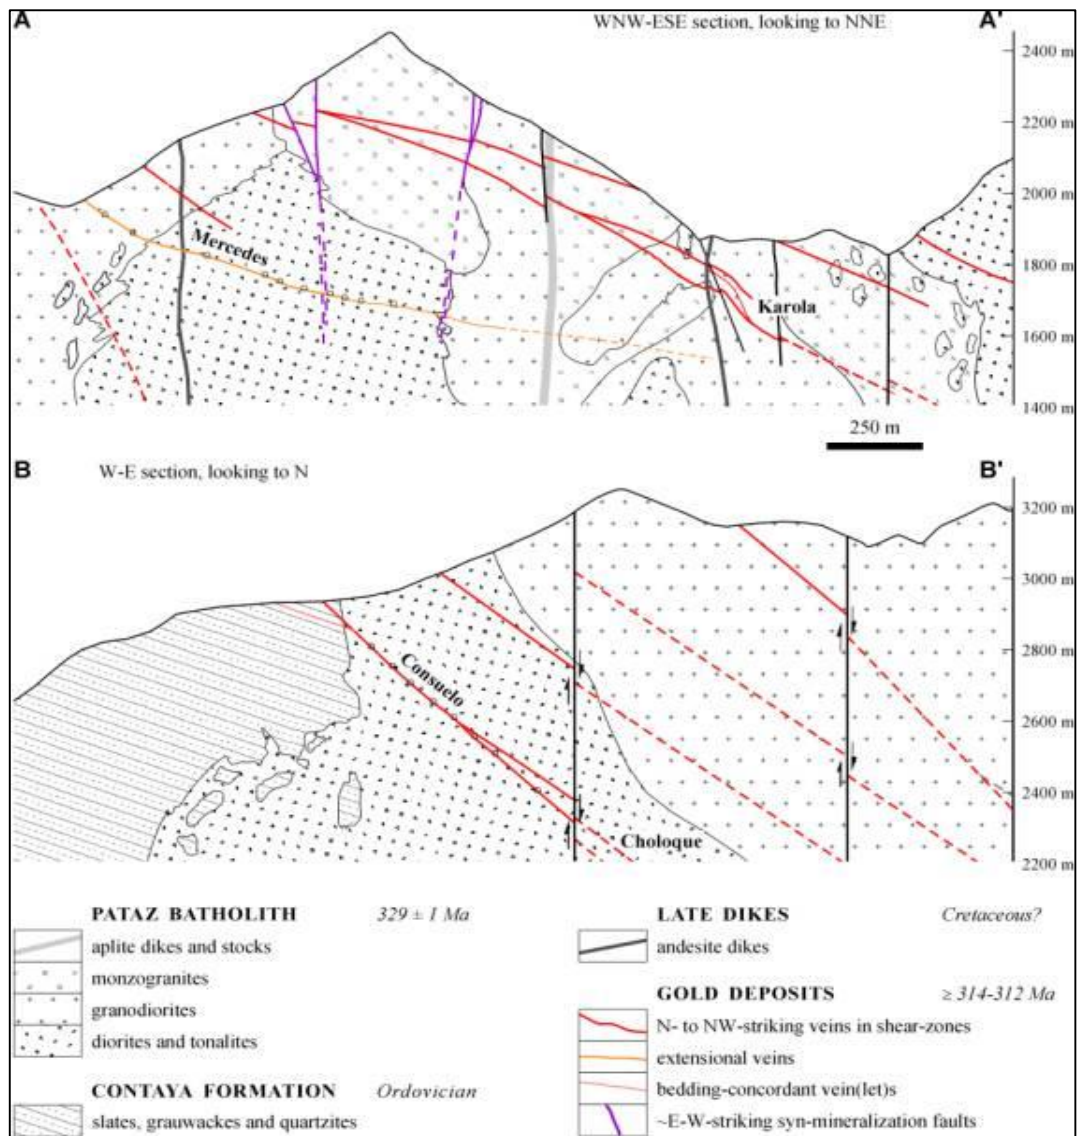 A
WNW-ESE section, looking to NNE
A'
2400 m
2200 m
2000 m
1800 m
1600 m
1400 m
Mercedes
Karola
250 m
B
W-E section, looking to N
B'
3200 m
3000 m
2800 m
2600 m
2400 m
2200 m
Consuelo
Choloque
PATAZ BATHOLITH 329 ± 1 Ma
aplite dikes and stocks
monzogranites
granodiorites
diorites and tonalites
CONTAYA FORMATION Ordovician
slates, grauwackes and quartzites
LATE DIKES Cretaceous?
andesite dikes
GOLD DEPOSITS ≥ 314-312 Ma
N- to NW-striking veins in shear-zones
extensional veins
bedding-concordant vein(let)s
~E-W-striking syn-mineralization faults